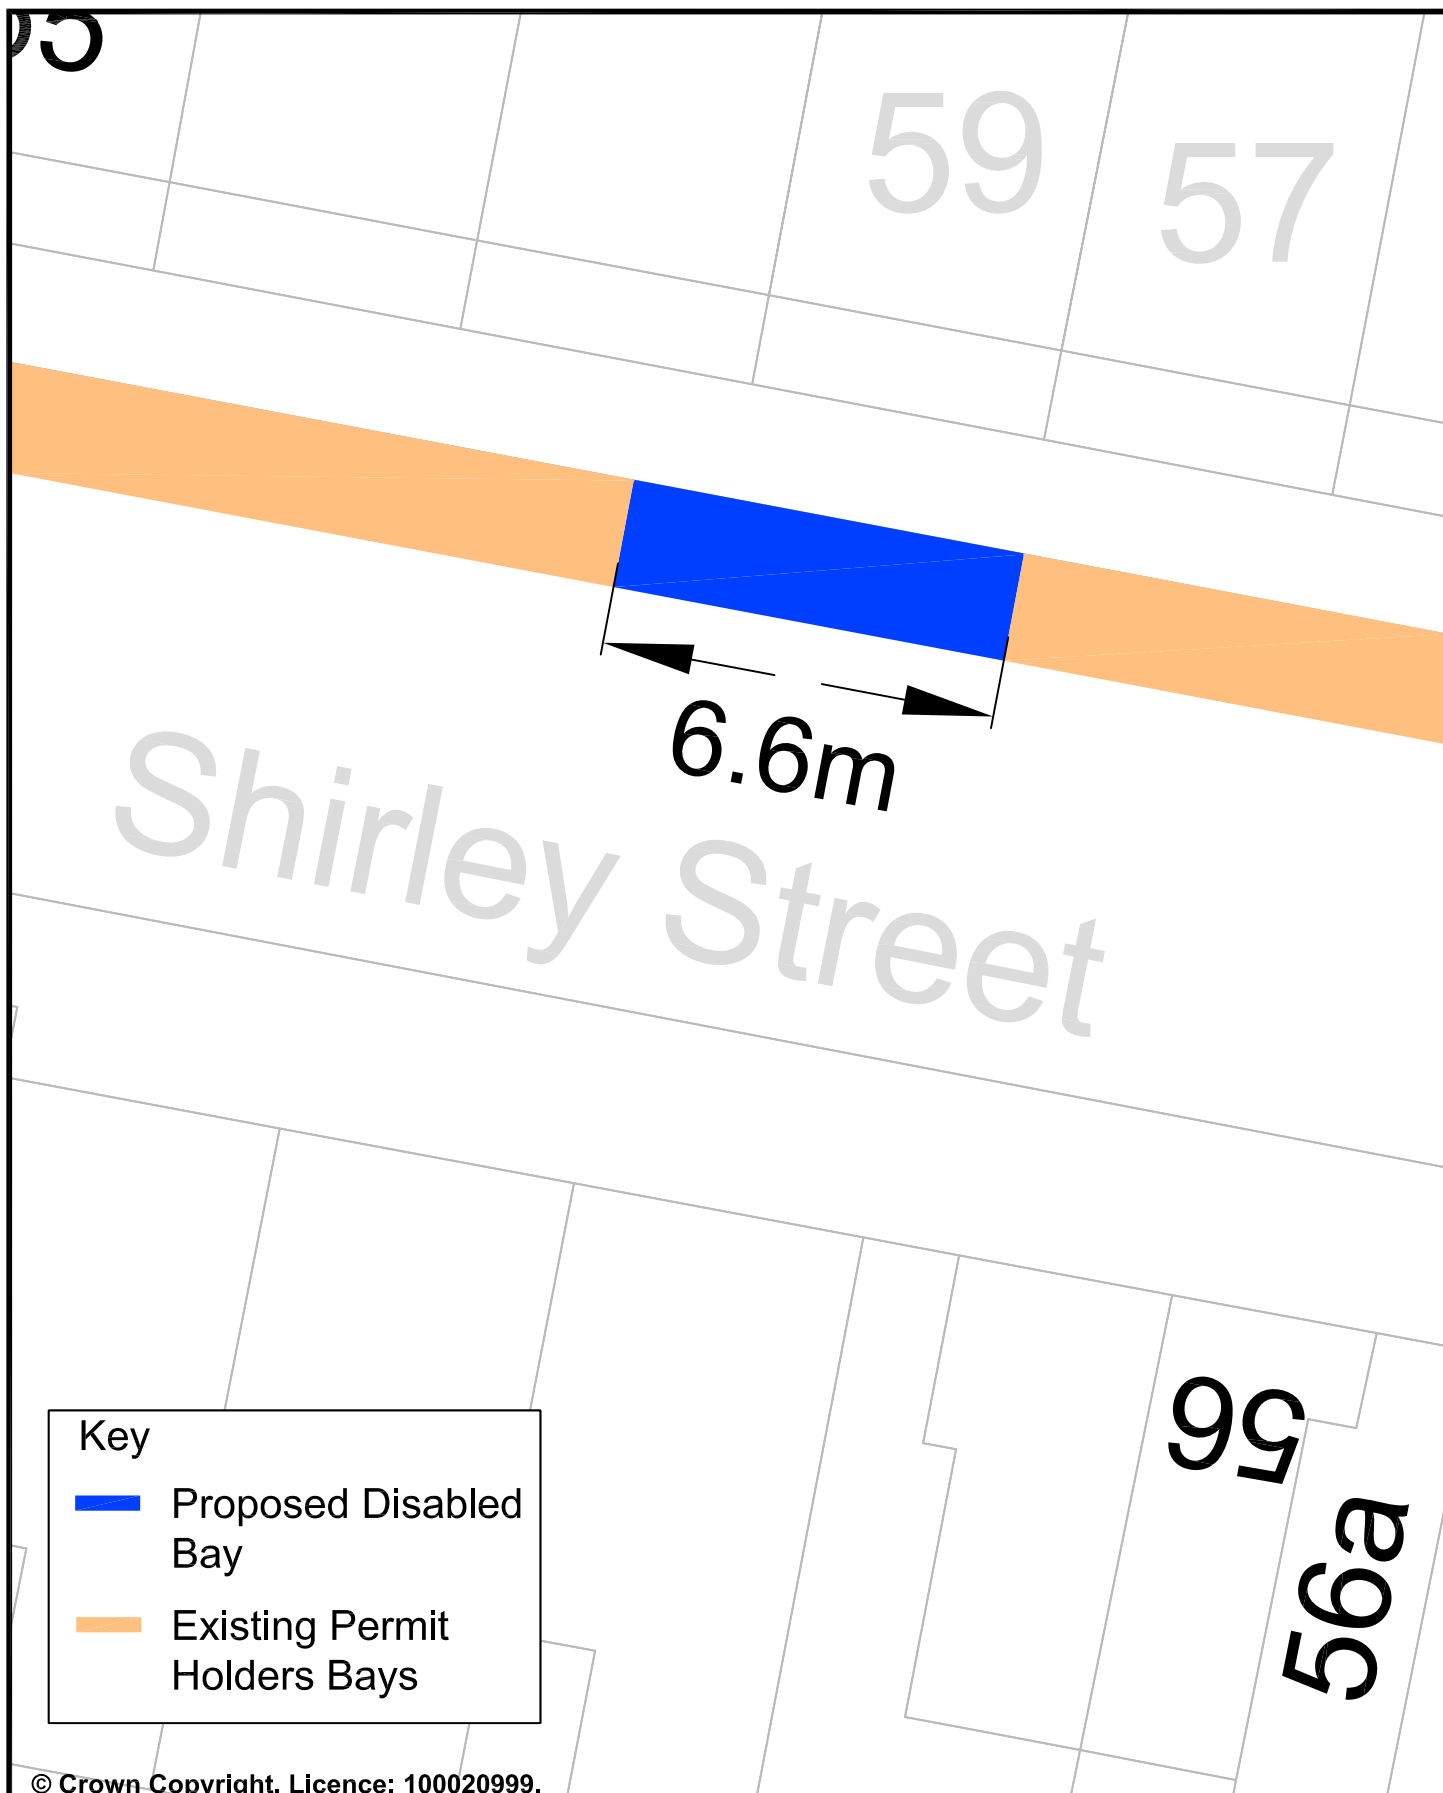 59
57
6.6m
Shirley Street
56
56a
Key
Proposed Disabled
Bay
Existing Permit
Holders Bays
© Crown Copyright. Licence: 100020999.